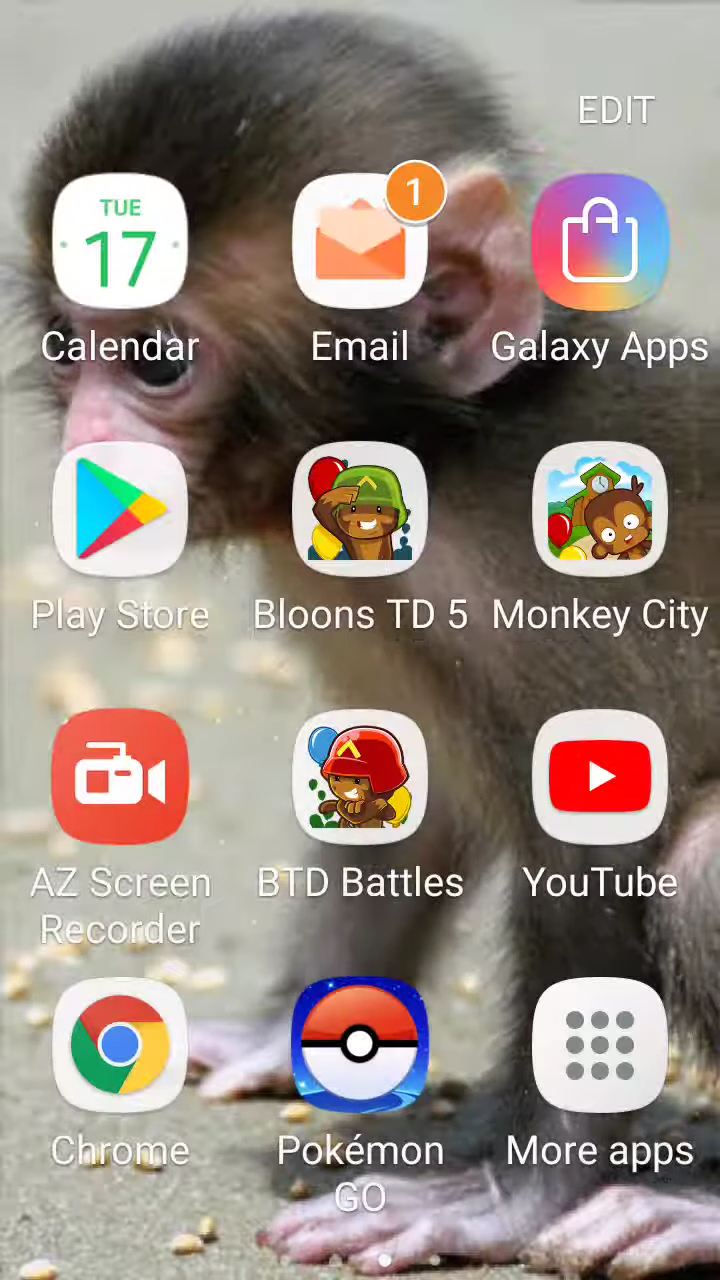 EDIT
TUE
17
1
Calendar
Email
Galaxy Apps
Play Store
Bloons TD 5
Monkey City
AZ Screen
Recorder
BTD Battles
YouTube
Chrome
Pokémon
GO
More apps